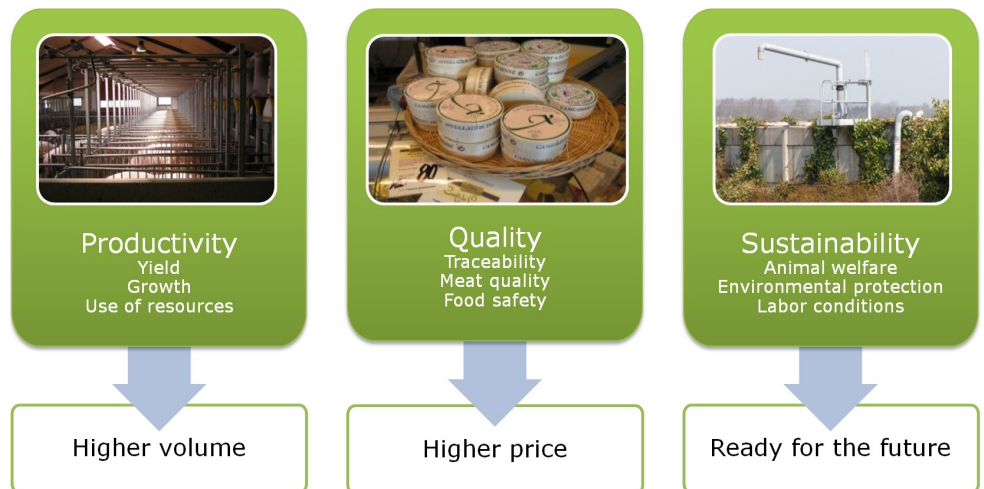 Productivity
Yield
Growth
Use of resources
Higher volume
80
Quality
Traceability
Meat quality
Food safety
Higher price
Sustainability
Animal welfare
Environmental protection
Labor conditions
Ready for the future